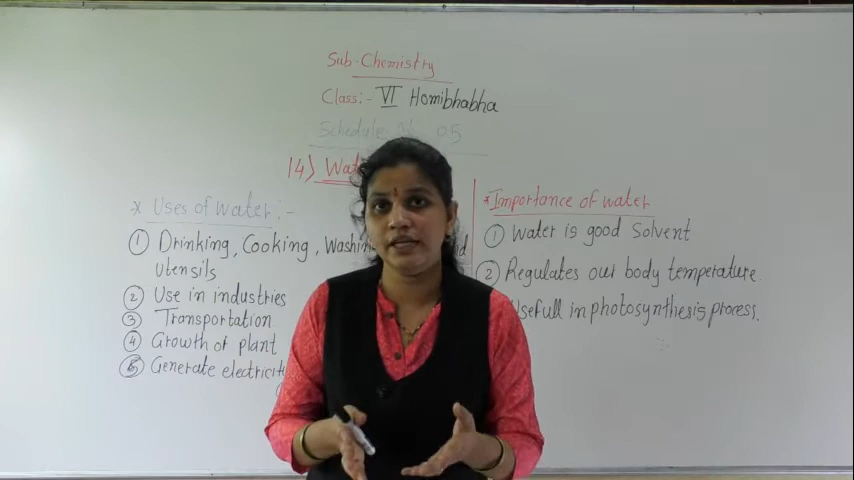 Sub-Chemistry
Class:- VI Homibhabha
Schedule No 05
14) Wat
* Uses of water :-
① Drinking, Cooking, Washin
utensils
② Use in industries
③ Transportation
④ Growth of plant
⑤ Generate electricit
* Importance of water
① Water is good Solvent
② Regulates our body temperature.
Usefull in photosynthesis process.